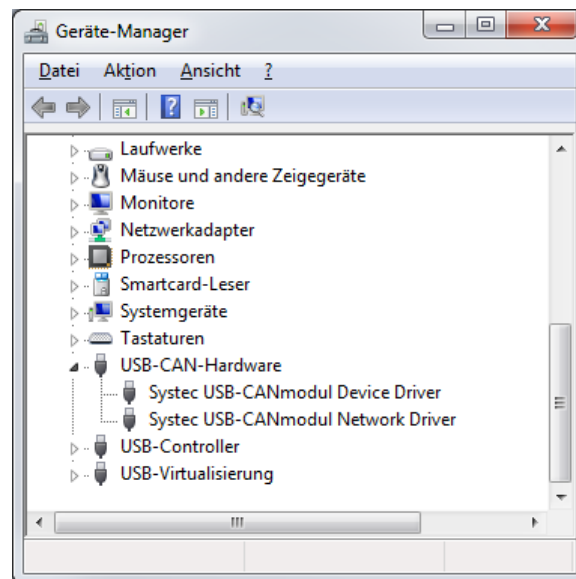 Geräte-Manager
Datei Aktion Ansicht ?
Laufwerke
Mäuse und andere Zeigegeräte
Monitore
Netzwerkadapter
Prozessoren
Smartcard-Leser
Systemgeräte
Tastaturen
USB-CAN-Hardware
Systec USB-CANmodul Device Driver
Systec USB-CANmodul Network Driver
USB-Controller
USB-Virtualisierung